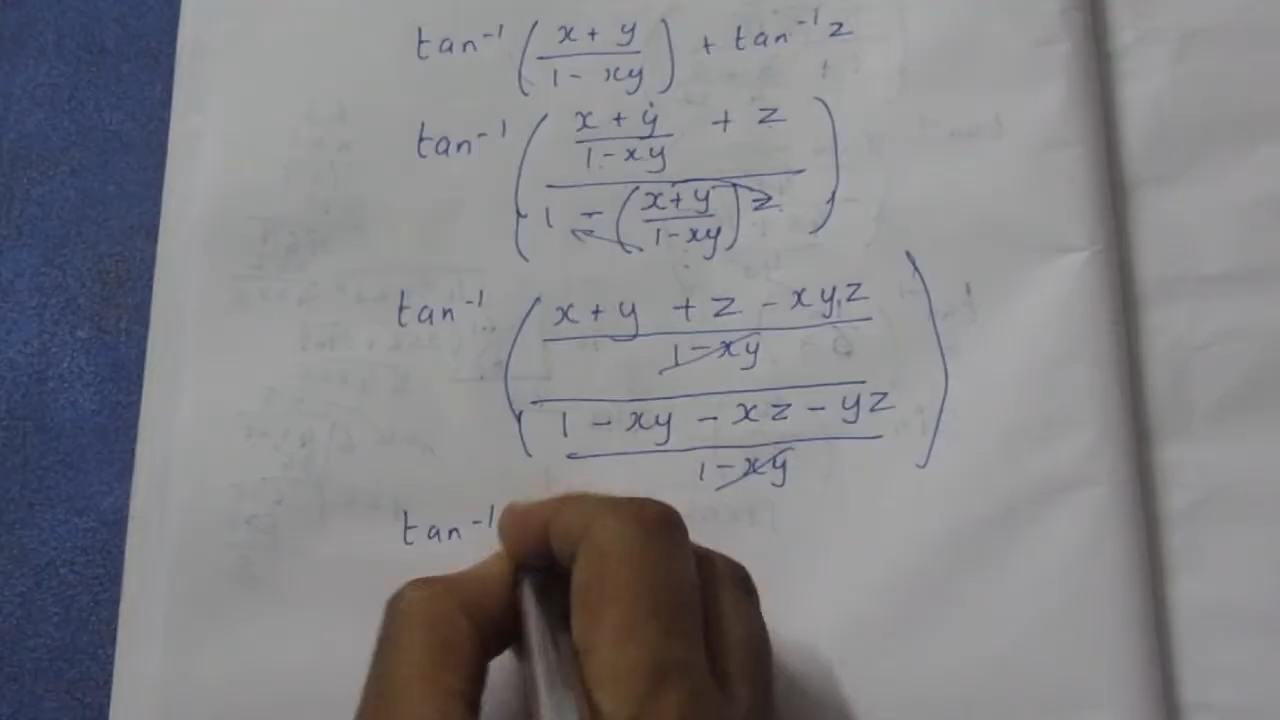 tan⁻¹ ( x + y / 1 - xy ) + tan⁻¹ z
tan⁻¹ ( x + y / 1 - xy + z / 1 - ( x + y / 1 - xy ) z )
tan⁻¹ ( x + y + z - xyz / 1 - xy / 1 - xy - xz - yz / 1 - xy )
tan⁻¹